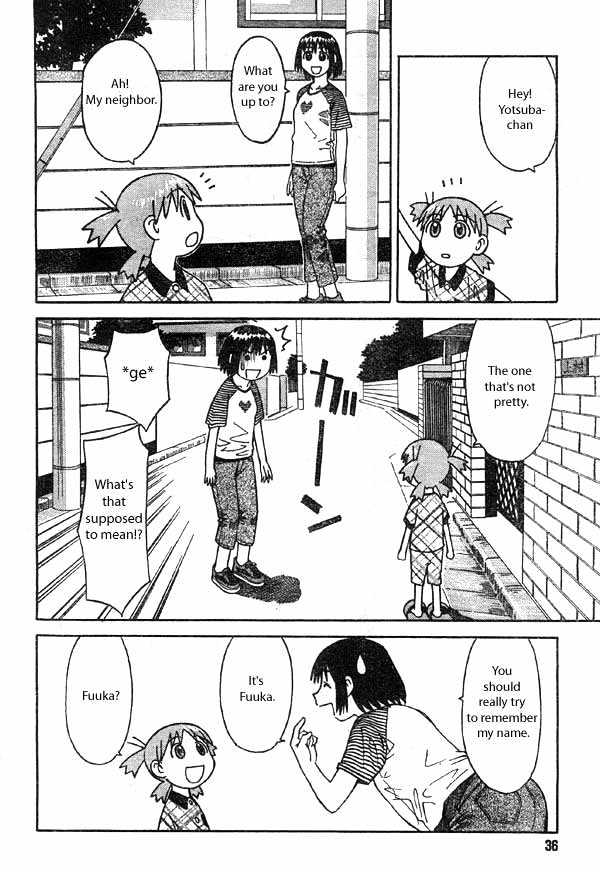 Hey!
Yotsuba-
chan
What
are you
up to?
Ah!
My neighbor.
The one
that's not
pretty.
*ge*
What's
that
supposed
to mean!?
You
should
really try
to remember
my name.
It's
Fuuka.
Fuuka?
36